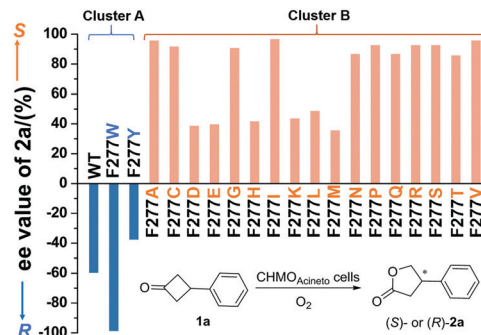 Cluster A
Cluster B
S
ee value of 2a/(%)
R
100
80
60
40
20
0
-20
-40
-60
-80
-100
WT
F277W
F277Y
F277A
F277C
F277D
F277E
F277G
F277H
F277I
F277K
F277L
F277M
F277N
F277P
F277Q
F277R
F277S
F277T
F277V
O
1a
CHMOAcineto cells
O2
O
O
*
(S)- or (R)-2a